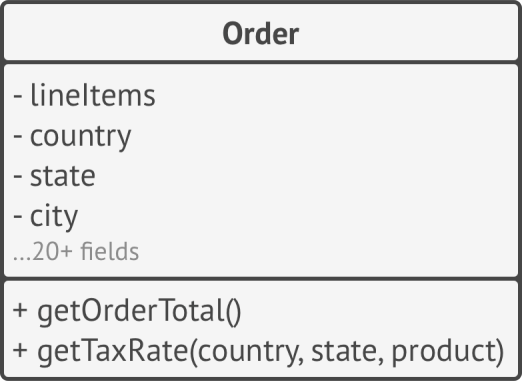 Order
- lineItems
- country
- state
- city
...20+ fields
+ getOrderTotal()
+ getTaxRate(country, state, product)